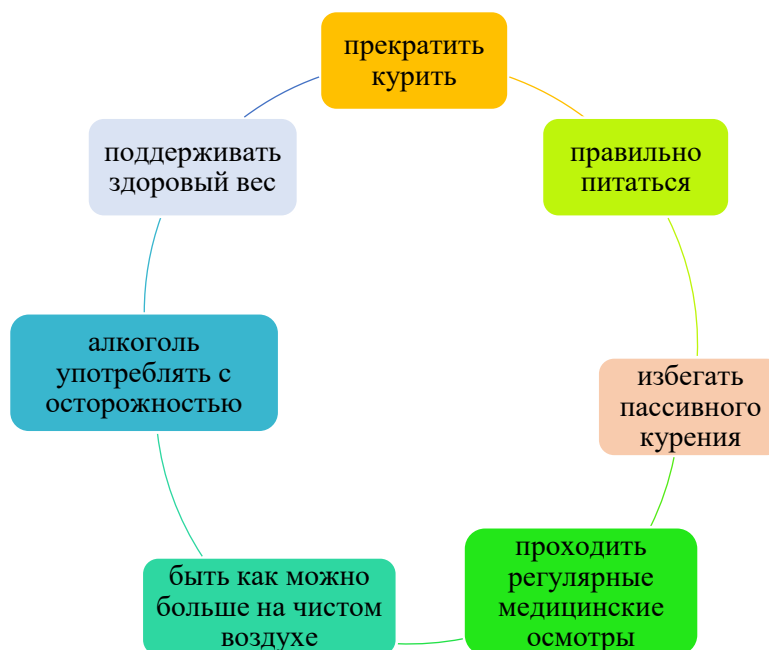 прекратить
курить
правильно
питаться
избегать
пассивного
курения
проходить
регулярные
медицинские
осмотры
быть как можно
больше на чистом
воздухе
алкоголь
употреблять с
осторожностью
поддерживать
здоровый вес